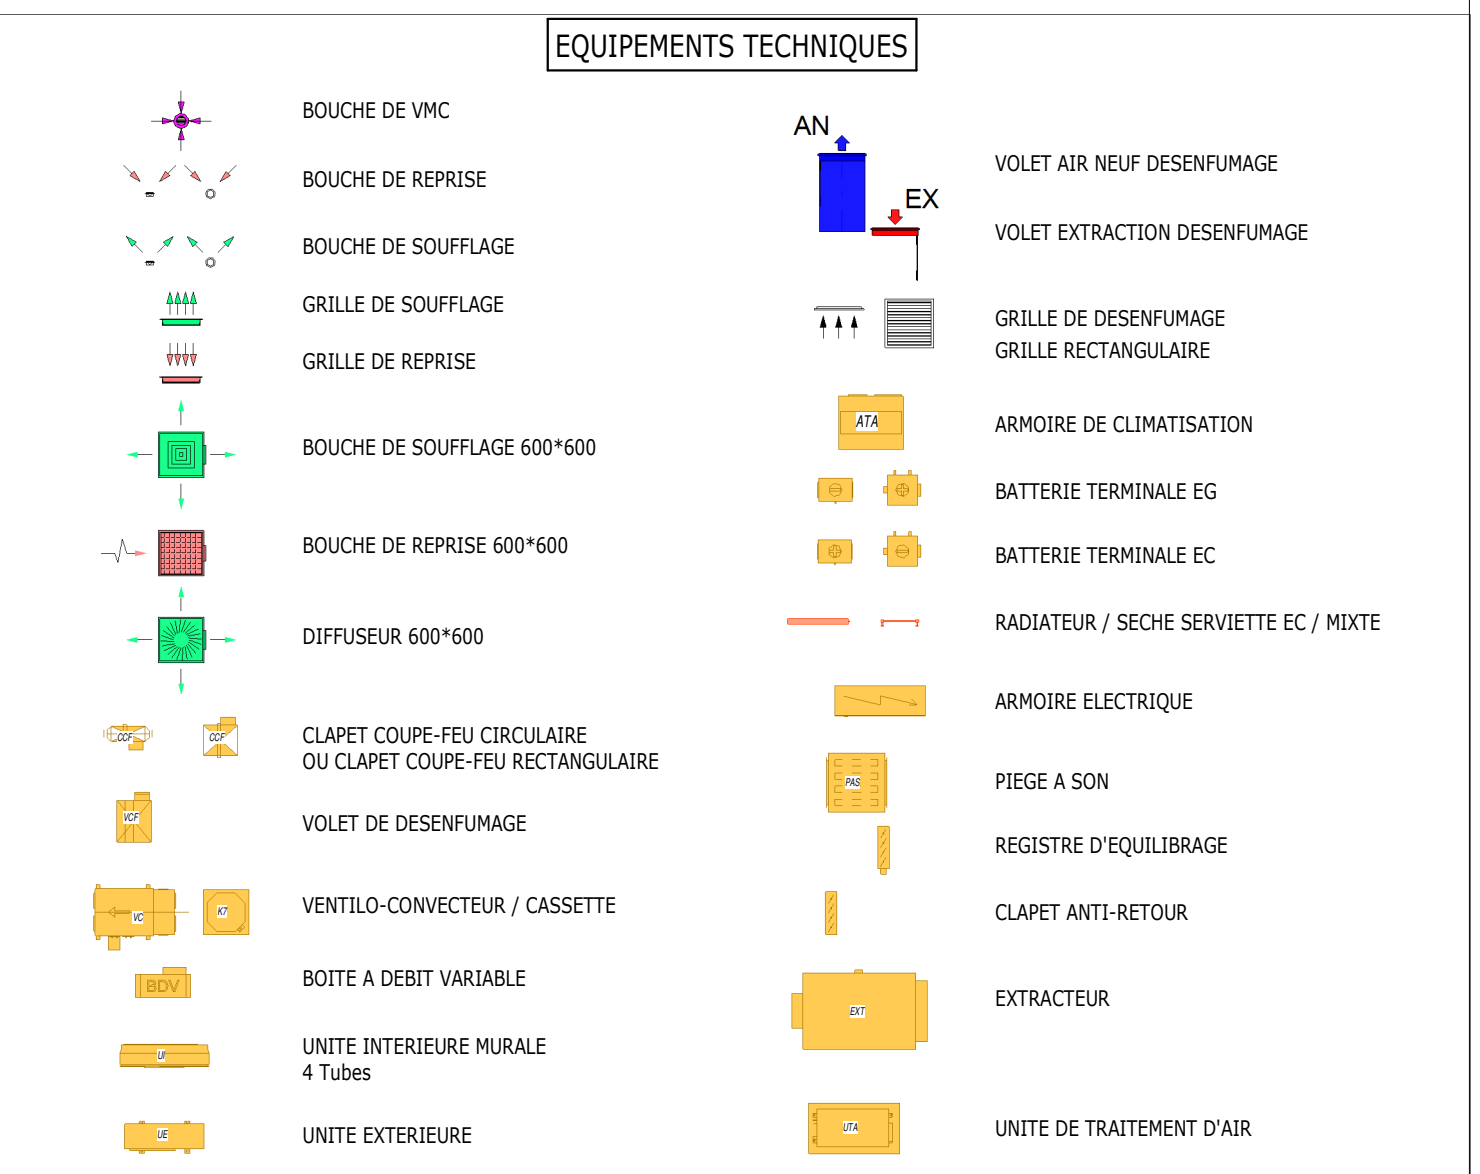 EQUIPEMENTS TECHNIQUES
BOUCHE DE VMC
BOUCHE DE REPRISE
BOUCHE DE SOUFFLAGE
GRILLE DE SOUFFLAGE
GRILLE DE REPRISE
BOUCHE DE SOUFFLAGE 600*600
BOUCHE DE REPRISE 600*600
DIFFUSEUR 600*600
CCF
CCF
CLAPET COUPE-FEU CIRCULAIRE
OU CLAPET COUPE-FEU RECTANGULAIRE
VCF
VOLET DE DESENFUMAGE
VC
K7
VENTILO-CONVECTEUR / CASSETTE
BDV
BOITE A DEBIT VARIABLE
UI
UNITE INTERIEURE MURALE
4 Tubes
UE
UNITE EXTERIEURE
AN
VOLET AIR NEUF DESENFUMAGE
EX
VOLET EXTRACTION DESENFUMAGE
GRILLE DE DESENFUMAGE
GRILLE RECTANGULAIRE
ATA
ARMOIRE DE CLIMATISATION
BATTERIE TERMINALE EG
BATTERIE TERMINALE EC
RADIATEUR / SECHE SERVIETTE EC / MIXTE
ARMOIRE ELECTRIQUE
PAS
PIEGE A SON
REGISTRE D'EQUILIBRAGE
CLAPET ANTI-RETOUR
EXT
EXTRACTEUR
UTA
UNITE DE TRAITEMENT D'AIR